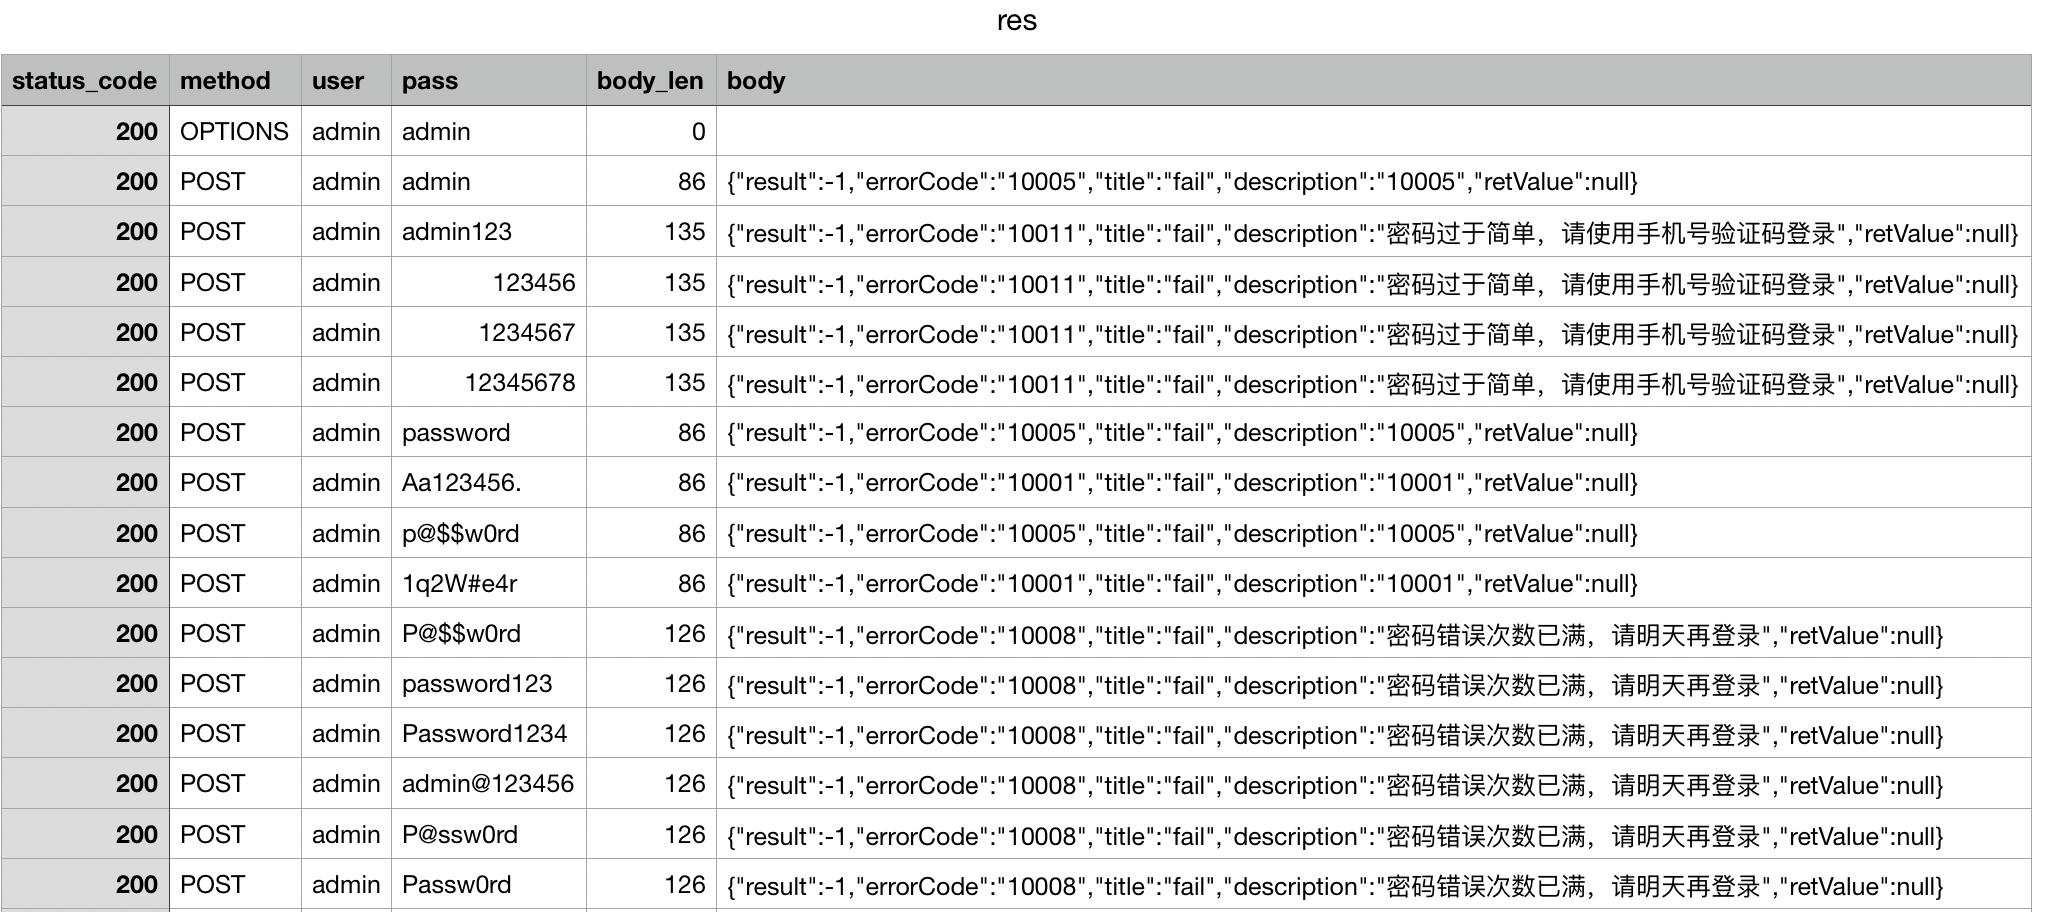 res
status_code method user pass body_len body
200 OPTIONS admin admin 0
200 POST admin admin 86 {"result":-1,"errorCode":"10005","title":"fail","description":"10005","retValue":null}
200 POST admin admin123 135 {"result":-1,"errorCode":"10011","title":"fail","description":"密码过于简单，请使用手机号验证码登录","retValue":null}
200 POST admin 123456 135 {"result":-1,"errorCode":"10011","title":"fail","description":"密码过于简单，请使用手机号验证码登录","retValue":null}
200 POST admin 1234567 135 {"result":-1,"errorCode":"10011","title":"fail","description":"密码过于简单，请使用手机号验证码登录","retValue":null}
200 POST admin 12345678 135 {"result":-1,"errorCode":"10011","title":"fail","description":"密码过于简单，请使用手机号验证码登录","retValue":null}
200 POST admin password 86 {"result":-1,"errorCode":"10005","title":"fail","description":"10005","retValue":null}
200 POST admin Aa123456. 86 {"result":-1,"errorCode":"10001","title":"fail","description":"10001","retValue":null}
200 POST admin p@$$w0rd 86 {"result":-1,"errorCode":"10005","title":"fail","description":"10005","retValue":null}
200 POST admin 1q2W#e4r 86 {"result":-1,"errorCode":"10001","title":"fail","description":"10001","retValue":null}
200 POST admin P@$$w0rd 126 {"result":-1,"errorCode":"10008","title":"fail","description":"密码错误次数已满，请明天再登录","retValue":null}
200 POST admin password123 126 {"result":-1,"errorCode":"10008","title":"fail","description":"密码错误次数已满，请明天再登录","retValue":null}
200 POST admin Password1234 126 {"result":-1,"errorCode":"10008","title":"fail","description":"密码错误次数已满，请明天再登录","retValue":null}
200 POST admin admin@123456 126 {"result":-1,"errorCode":"10008","title":"fail","description":"密码错误次数已满，请明天再登录","retValue":null}
200 POST admin P@ssw0rd 126 {"result":-1,"errorCode":"10008","title":"fail","description":"密码错误次数已满，请明天再登录","retValue":null}
200 POST admin Passw0rd 126 {"result":-1,"errorCode":"10008","title":"fail","description":"密码错误次数已满，请明天再登录","retValue":null}